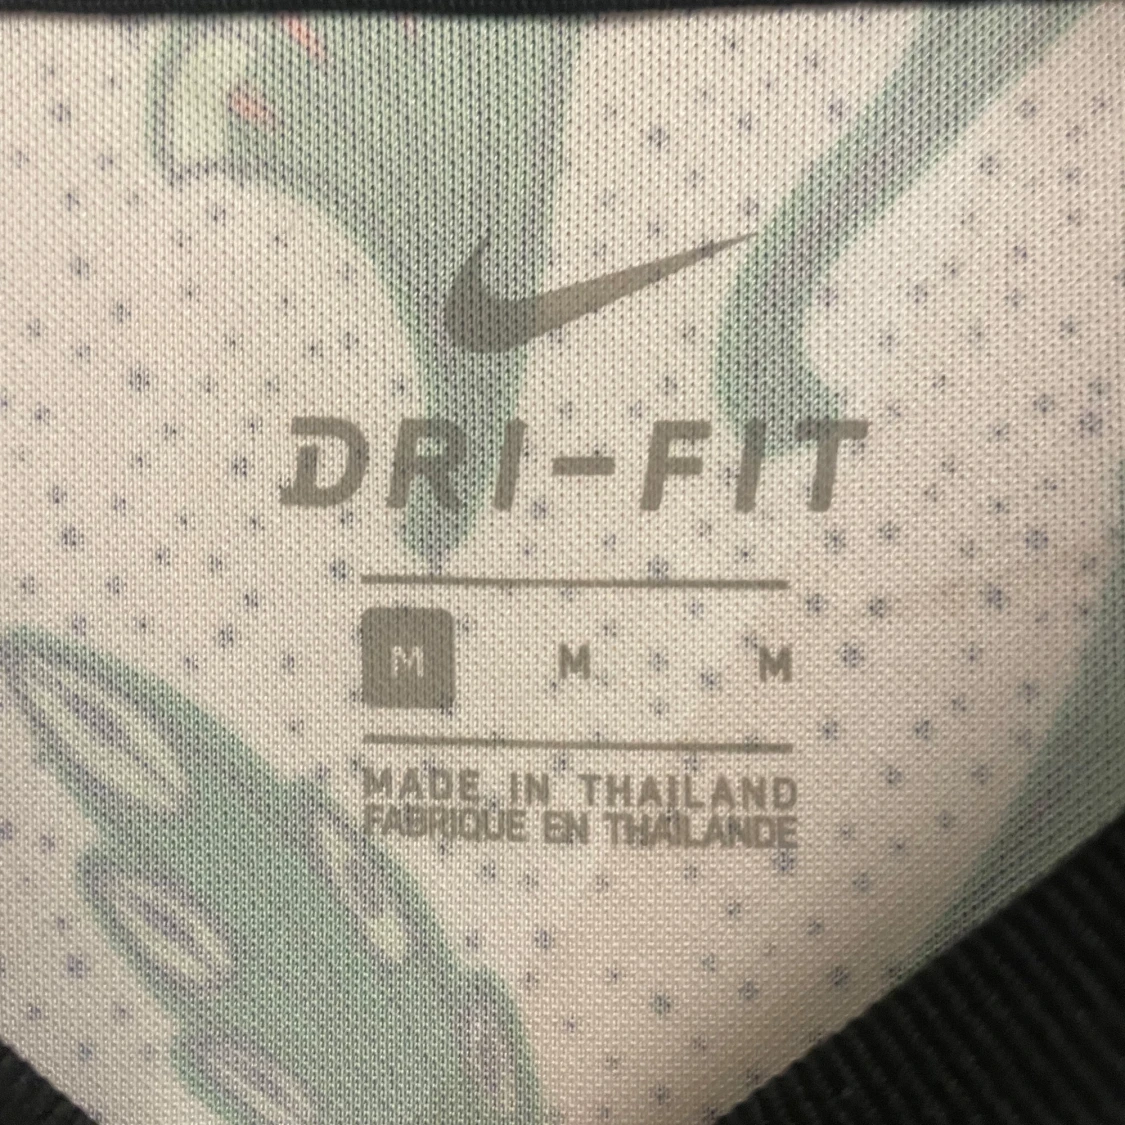 DRI-FIT
M M M
MADE IN THAILAND
FABRIQUE EN THAILANDE